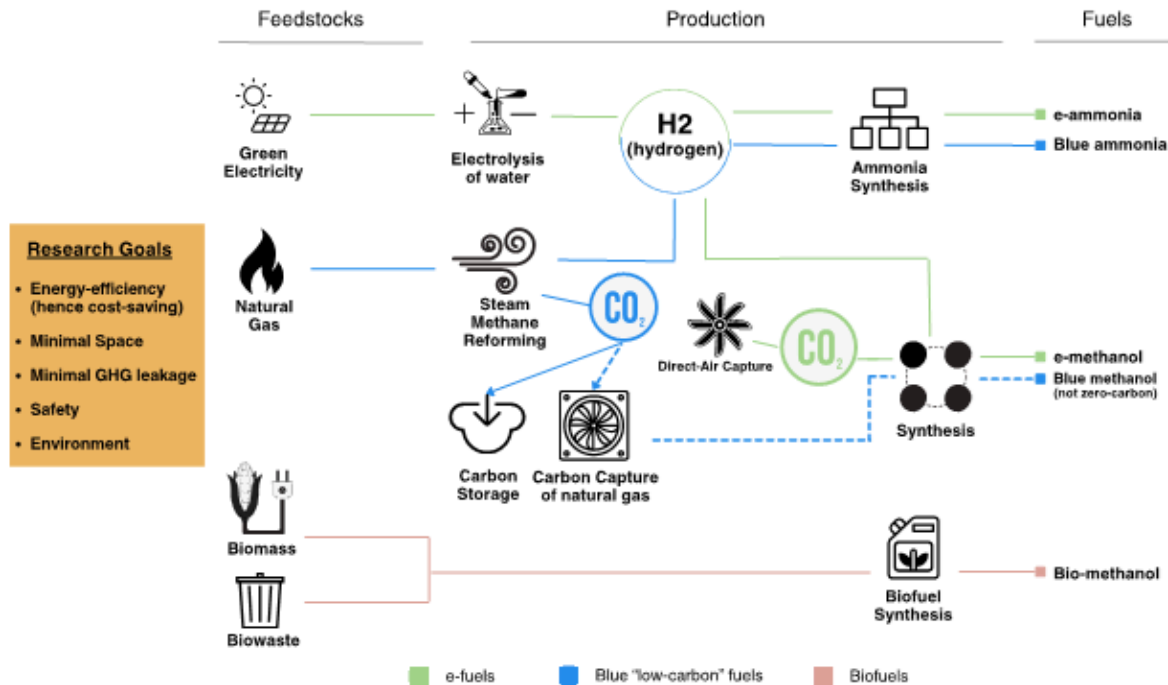 Feedstocks
Production
Fuels
Green
Electricity
+
−
Electrolysis
of water
H2
(hydrogen)
Ammonia
Synthesis
e-ammonia
Blue ammonia
Research Goals
• Energy-efficiency
(hence cost-saving)
• Minimal Space
• Minimal GHG leakage
• Safety
• Environment
Natural
Gas
Steam
Methane
Reforming
CO₂
Direct-Air Capture
CO₂
Synthesis
e-methanol
Blue methanol
(not zero-carbon)
Carbon
Storage
Carbon Capture
of natural gas
Biomass
Biowaste
Biofuel
Synthesis
Bio-methanol
e-fuels
Blue “low-carbon” fuels
Biofuels